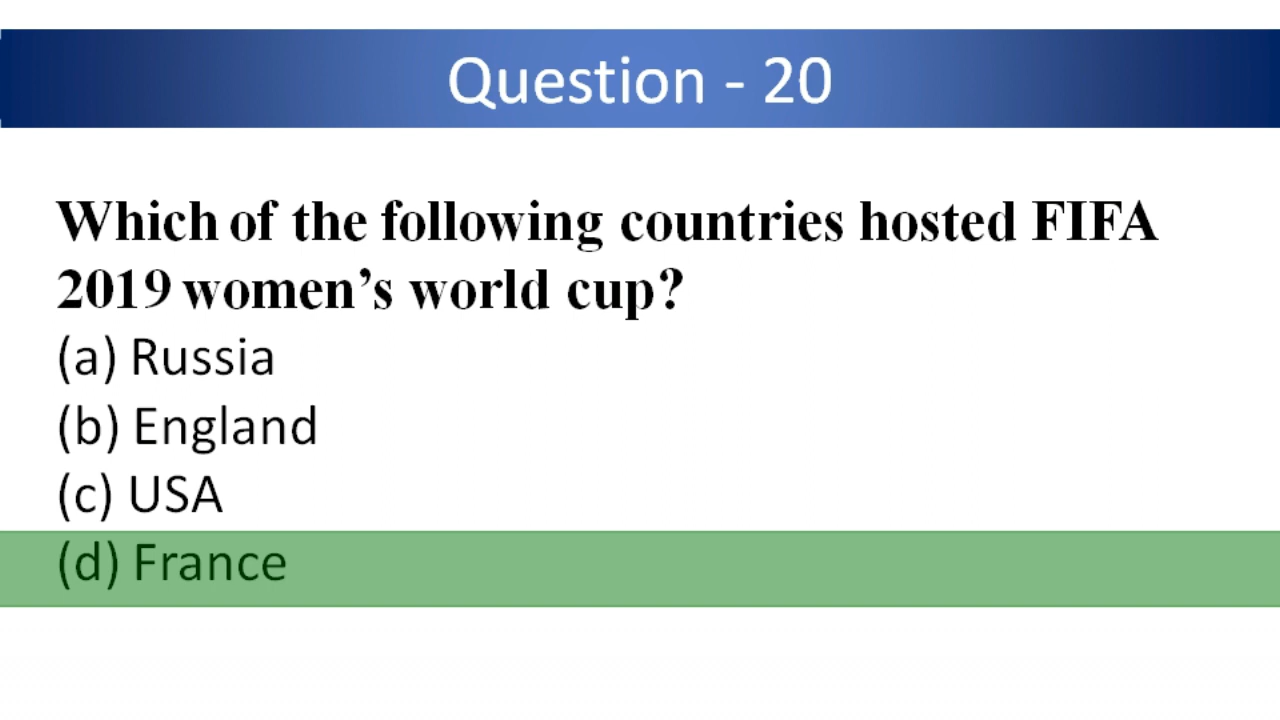 Question - 20
Which of the following countries hosted FIFA
2019 women’s world cup?
(a) Russia
(b) England
(c) USA
(d) France